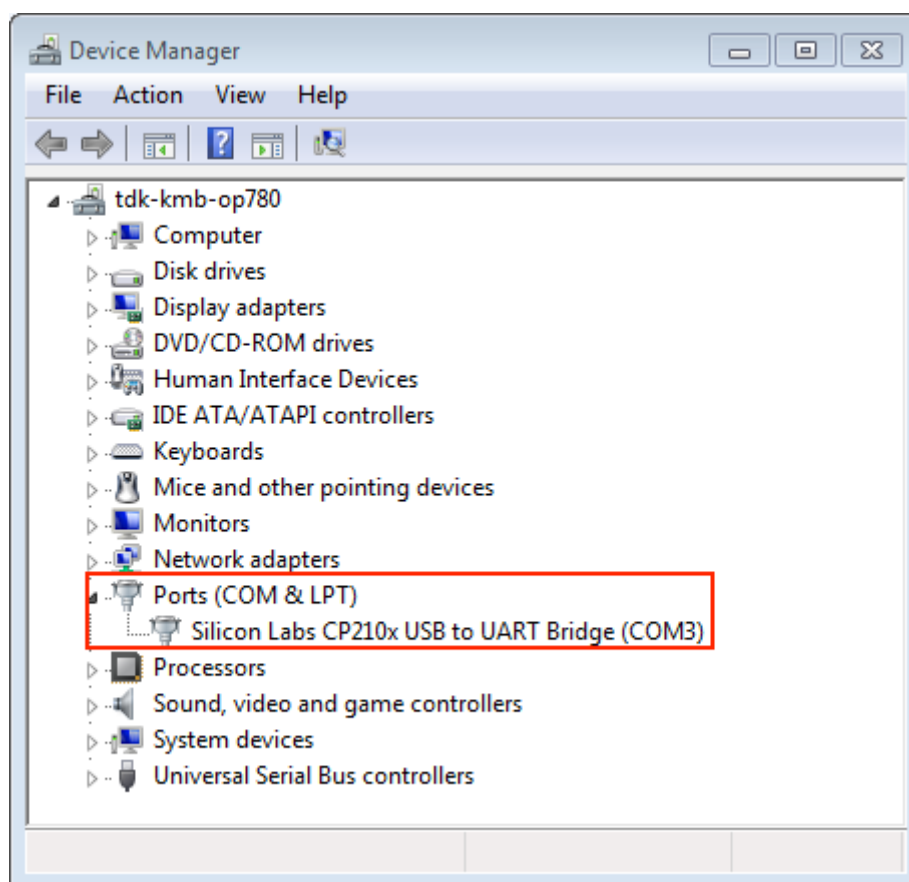 Device Manager
File Action View Help
tdk-kmb-op780
Computer
Disk drives
Display adapters
DVD/CD-ROM drives
Human Interface Devices
IDE ATA/ATAPI controllers
Keyboards
Mice and other pointing devices
Monitors
Network adapters
Ports (COM & LPT)
Silicon Labs CP210x USB to UART Bridge (COM3)
Processors
Sound, video and game controllers
System devices
Universal Serial Bus controllers